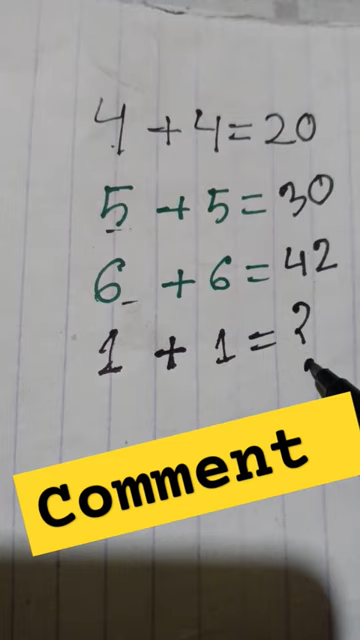 4 + 4 = 20
5 + 5 = 30
6 + 6 = 42
1 + 1 = ?
Comment